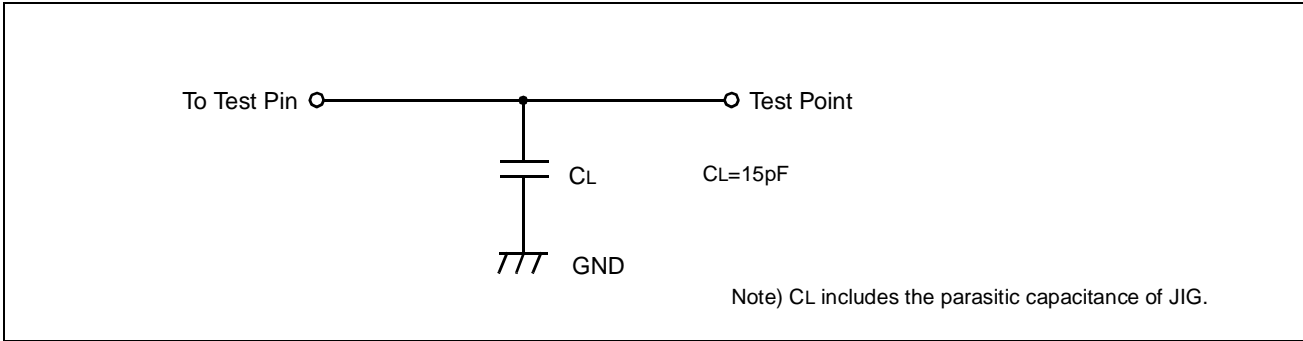 To Test Pin
Test Point
CL
CL=15pF
GND
Note) CL includes the parasitic capacitance of JIG.